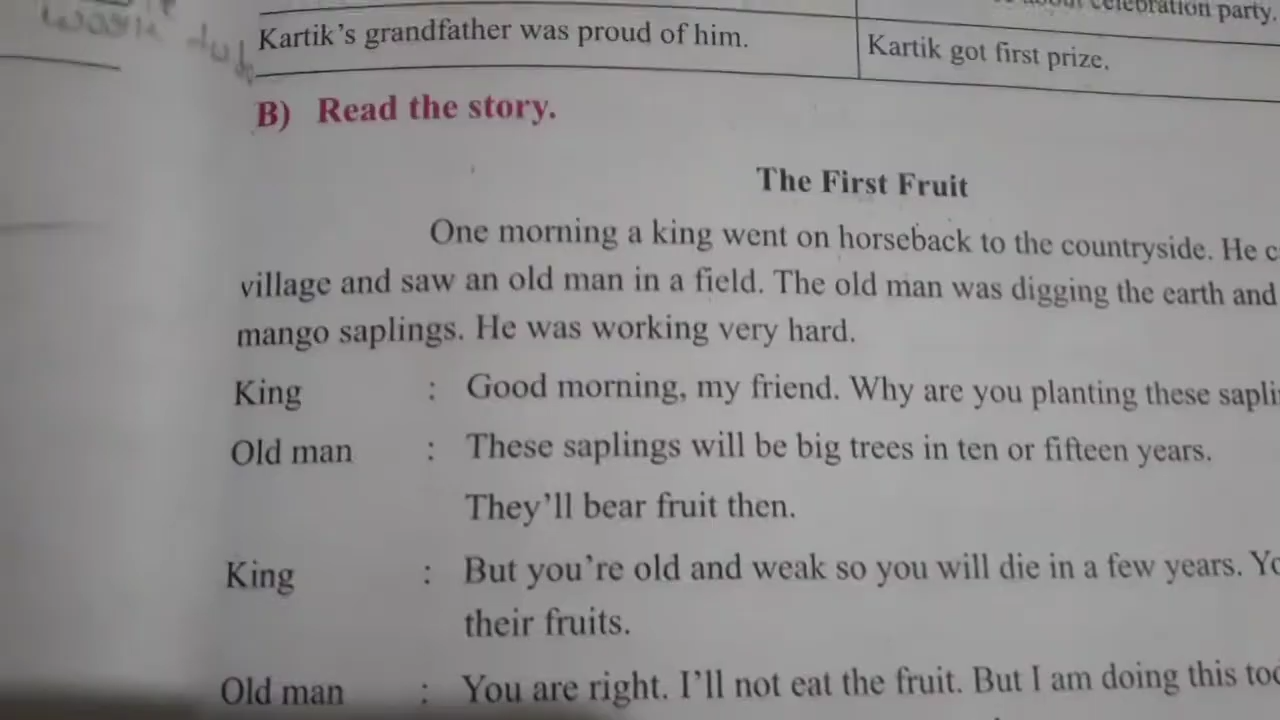 celebration party.
Kartik's grandfather was proud of him.
Kartik got first prize.
B) Read the story.
The First Fruit
One morning a king went on horseback to the countryside. He
village and saw an old man in a field. The old man was digging the earth and
mango saplings. He was working very hard.
King : Good morning, my friend. Why are you planting these
Old man : These saplings will be big trees in ten or fifteen years.
They'll bear fruit then.
King : But you're old and weak so you will die in a few years.
their fruits.
Old man : You are right. I'll not eat the fruit. But I am doing this